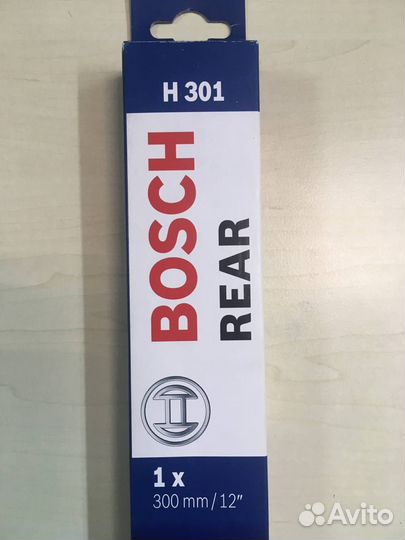 H 301
BOSCH
REAR
1 x
300 mm / 12"
Avito